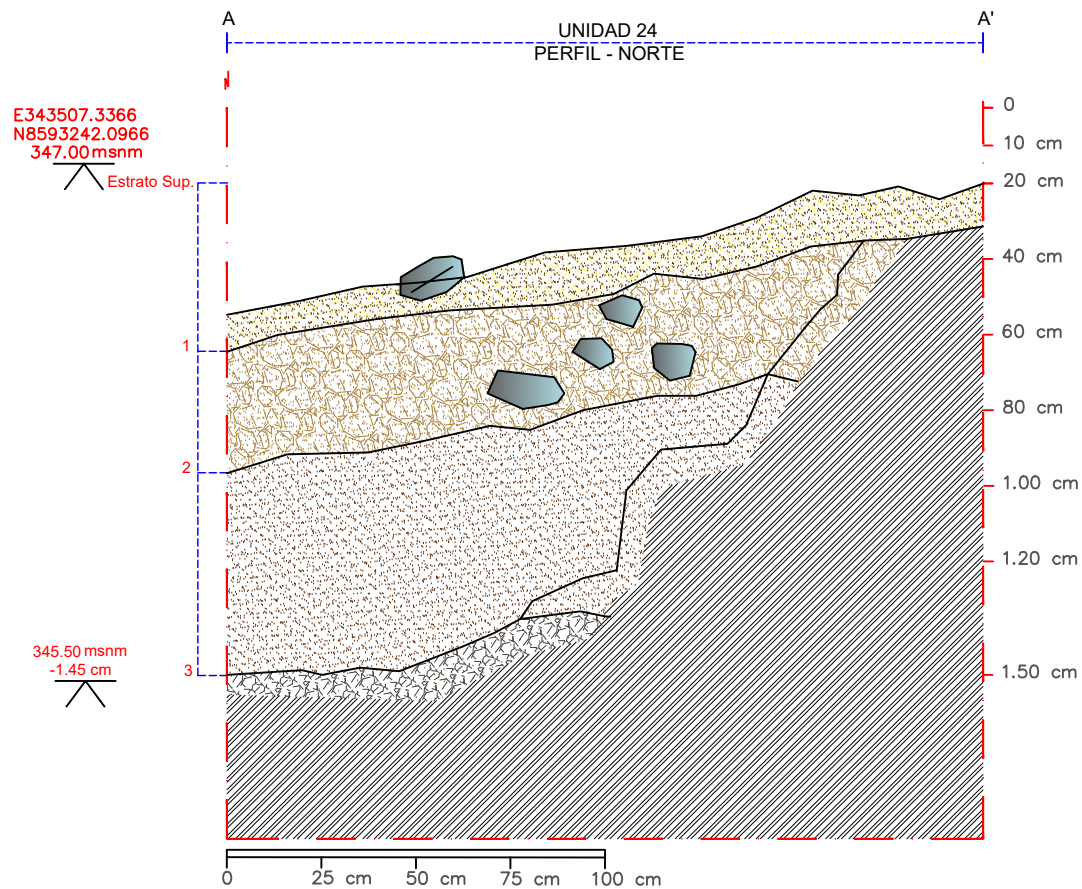 A
A'
UNIDAD 24
PERFIL - NORTE
E343507.3366
N8593242.0966
347.00 msnm
Estrato Sup.
0
10 cm
20 cm
40 cm
60 cm
80 cm
1.00 cm
1.20 cm
1.50 cm
1
2
3
345.50 msnm
-1.45 cm
0
25 cm
50 cm
75 cm
100 cm